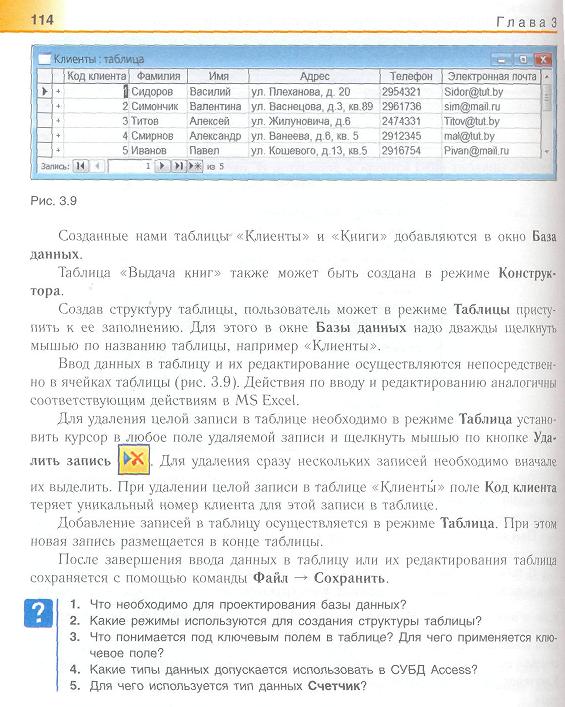 114
Глава 3
Клиенты : таблица
Код клиента Фамилия Имя Адрес Телефон Электронная почта
1 Сидоров Василий ул. Плеханова, д. 20 2954321 Sidor@tut.by
2 Симончик Валентина ул. Васнецова, д.3, кв.89 2961736 sim@mail.ru
3 Титов Алексей ул. Жилуновича, д.6 2474331 Titov@tut.by
4 Смирнов Александр ул. Ванеева, д.6, кв. 5 2912345 mal@tut.by
5 Иванов Павел ул. Кошевого, д.13, кв.5 2916754 Pivan@mail.ru
Запись: 1 из 5
Рис. 3.9
Созданные нами таблицы «Клиенты» и «Книги» добавляются в окно База
данных.
Таблица «Выдача книг» также может быть создана в режиме Конструк-
тора.
Создав структуру таблицы, пользователь может в режиме Таблицы присту-
пить к ее заполнению. Для этого в окне Базы данных надо дважды щелкнуть
мышью по названию таблицы, например «Клиенты».
Ввод данных в таблицу и их редактирование осуществляются непосредствен-
но в ячейках таблицы (рис. 3.9). Действия по вводу и редактированию аналогичны
соответствующим действиям в MS Excel.
Для удаления целой записи в таблице необходимо в режиме Таблица устано-
вить курсор в любое поле удаляемой записи и щелкнуть мышью по кнопке Уда-
лить запись . Для удаления сразу нескольких записей необходимо вначале
их выделить. При удалении целой записи в таблице «Клиенты» поле Код клиента
теряет уникальный номер клиента для этой записи в таблице.
Добавление записей в таблицу осуществляется в режиме Таблица. При этом
новая запись размещается в конце таблицы.
После завершения ввода данных в таблицу или их редактирования таблица
сохраняется с помощью команды Файл → Сохранить.
?
1. Что необходимо для проектирования базы данных?
2. Какие режимы используются для создания структуры таблицы?
3. Что понимается под ключевым полем в таблице? Для чего применяется клю-
чевое поле?
4. Какие типы данных допускается использовать в СУБД Access?
5. Для чего используется тип данных Счетчик?